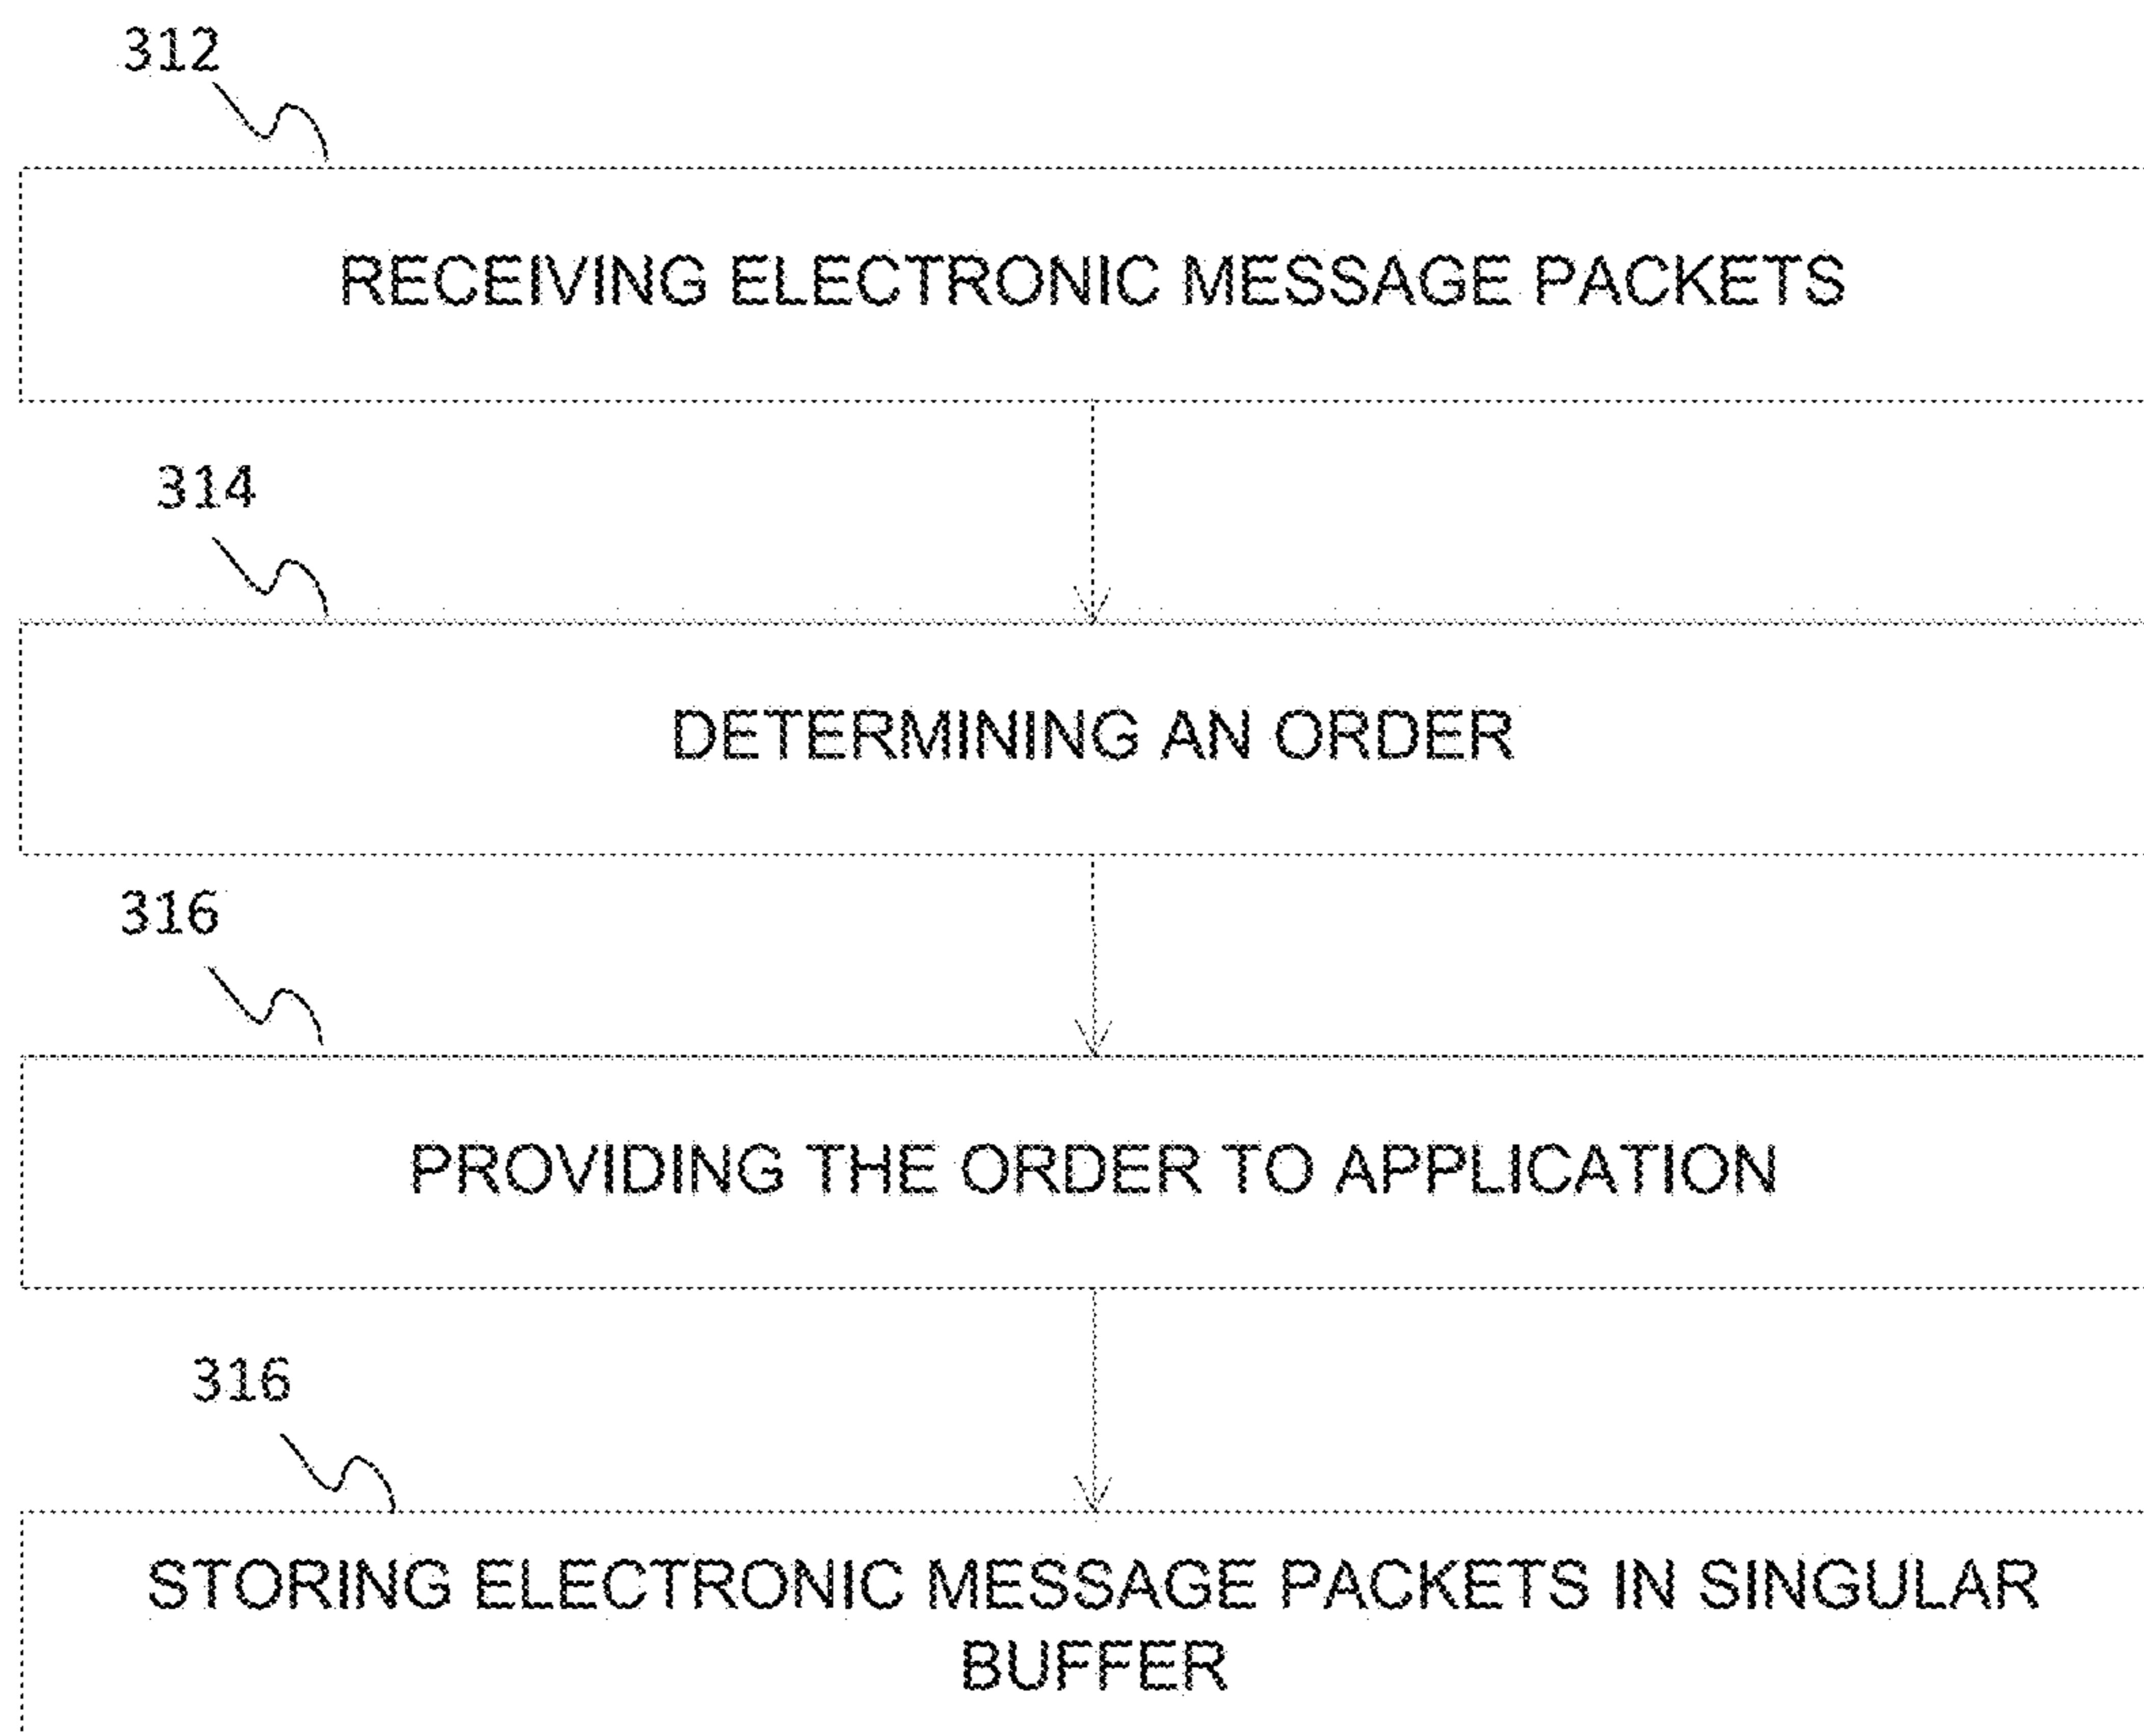 312
RECEIVING ELECTRONIC MESSAGE PACKETS
314
DETERMINING AN ORDER
316
PROVIDING THE ORDER TO APPLICATION
316
STORING ELECTRONIC MESSAGE PACKETS IN SINGULAR
BUFFER